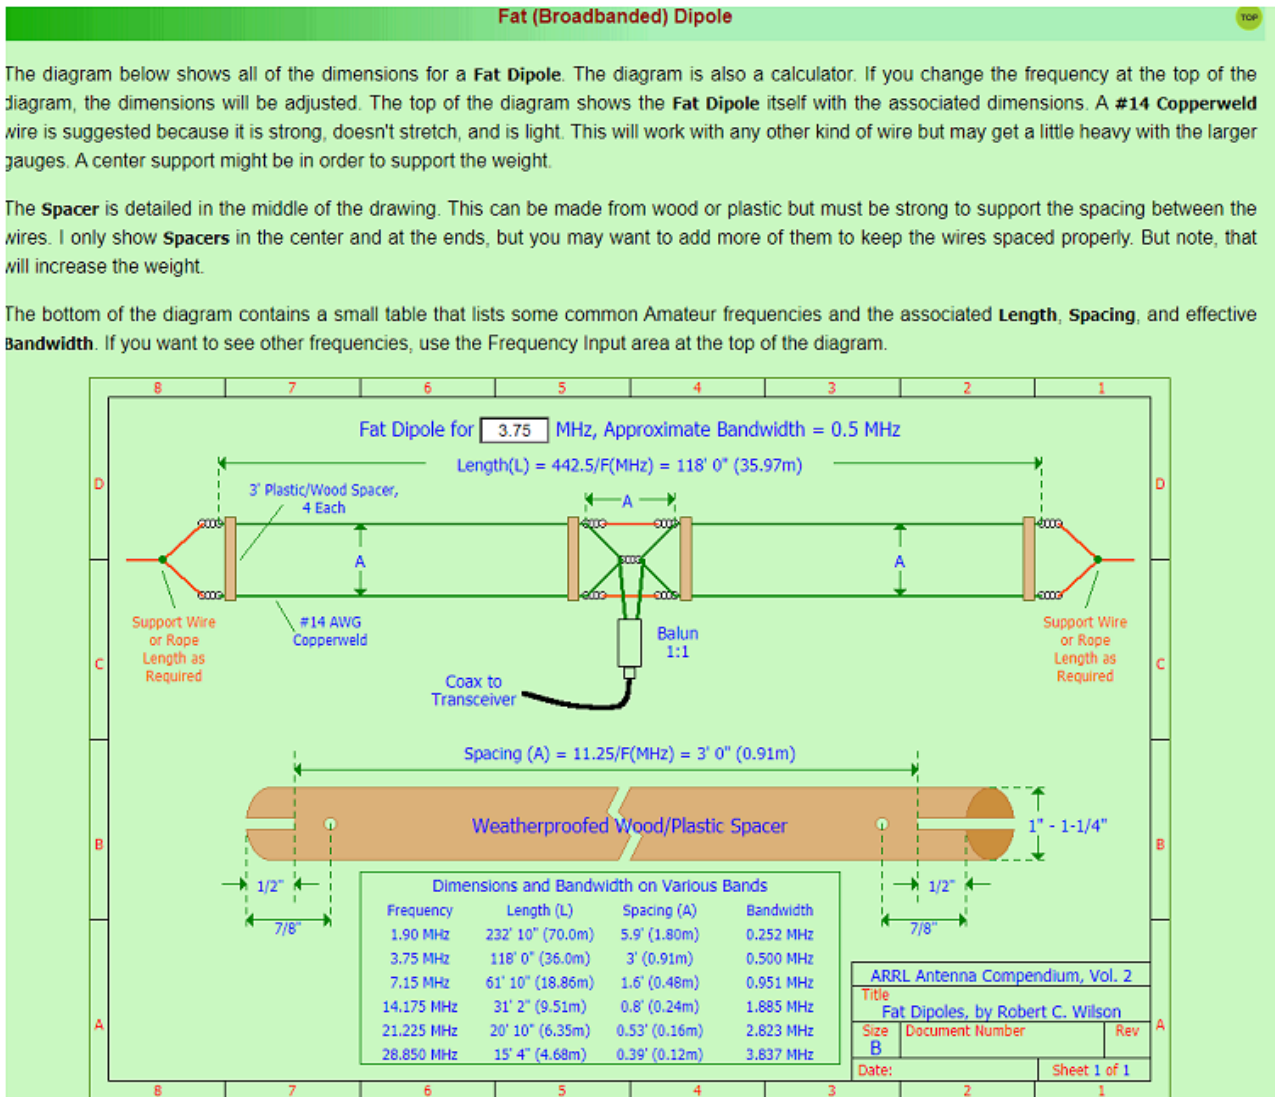 Fat (Broadbanded) Dipole
TOP
The diagram below shows all of the dimensions for a Fat Dipole. The diagram is also a calculator. If you change the frequency at the top of the
diagram, the dimensions will be adjusted. The top of the diagram shows the Fat Dipole itself with the associated dimensions. A #14 Copperweld
wire is suggested because it is strong, doesn't stretch, and is light. This will work with any other kind of wire but may get a little heavy with the larger
gauges. A center support might be in order to support the weight.
The Spacer is detailed in the middle of the drawing. This can be made from wood or plastic but must be strong to support the spacing between the
wires. I only show Spacers in the center and at the ends, but you may want to add more of them to keep the wires spaced properly. But note, that
will increase the weight.
The bottom of the diagram contains a small table that lists some common Amateur frequencies and the associated Length, Spacing, and effective
Bandwidth. If you want to see other frequencies, use the Frequency Input area at the top of the diagram.
8 7 6 5 4 3 2 1
Fat Dipole for 3.75 MHz, Approximate Bandwidth = 0.5 MHz
Length(L) = 442.5/F(MHz) = 118' 0" (35.97m)
D D
3' Plastic/Wood Spacer,
4 Each
A
A A
Support Wire
or Rope
Length as
Required
#14 AWG
Copperweld
Balun
1:1
Support Wire
or Rope
Length as
Required
C C
Coax to
Transceiver
Spacing (A) = 11.25/F(MHz) = 3' 0" (0.91m)
Weatherproofed Wood/Plastic Spacer
1" - 1-1/4"
B B
1/2" 1/2"
7/8" 7/8"
Dimensions and Bandwidth on Various Bands
Frequency Length (L) Spacing (A) Bandwidth
1.90 MHz 232' 10" (70.0m) 5.9' (1.80m) 0.252 MHz
3.75 MHz 118' 0" (36.0m) 3' (0.91m) 0.500 MHz
7.15 MHz 61' 10" (18.86m) 1.6' (0.48m) 0.951 MHz
14.175 MHz 31' 2" (9.51m) 0.8' (0.24m) 1.885 MHz
21.225 MHz 20' 10" (6.35m) 0.53' (0.16m) 2.823 MHz
28.850 MHz 15' 4" (4.68m) 0.39' (0.12m) 3.837 MHz
ARRL Antenna Compendium, Vol. 2
Title
Fat Dipoles, by Robert C. Wilson
Size Document Number Rev
B
Date: Sheet 1 of 1
A A
8 7 6 5 4 3 2 1